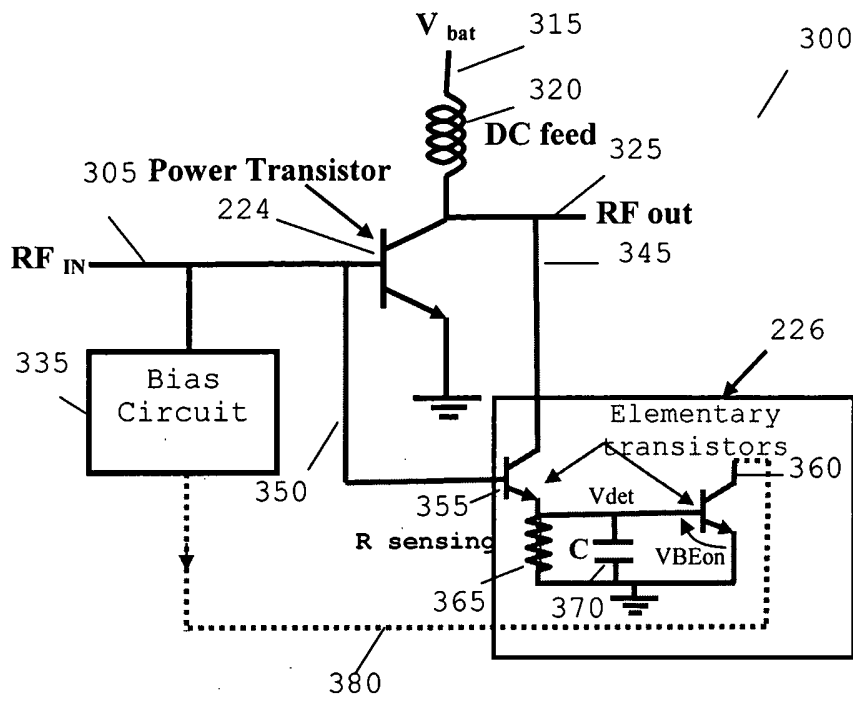 V bat
315
300
320
DC feed
325
305 Power Transistor
224
RF out
RF IN
345
335
226
Bias
Circuit
Elementary
transistors
360
350
355
Vdet
R sensing
C
VBEon
365
370
380